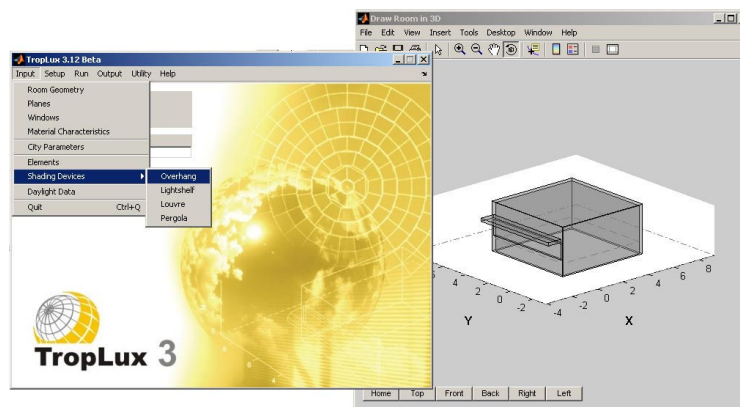 Draw Room in 3D
File Edit View Insert Tools Desktop Window Help
TropLux 3.12 Beta
Input Setup Run Output Utility Help
Room Geometry
Planes
Windows
Material Characteristics
City Parameters
Elements
Shading Devices
Daylight Data
Quit Ctrl+Q
Overhang
Lightshelf
Louvre
Pergola
TropLux 3
4 2 0 -2
Y
-4 -2 0 2 4 6 8
X
Home Top Front Back Right Left